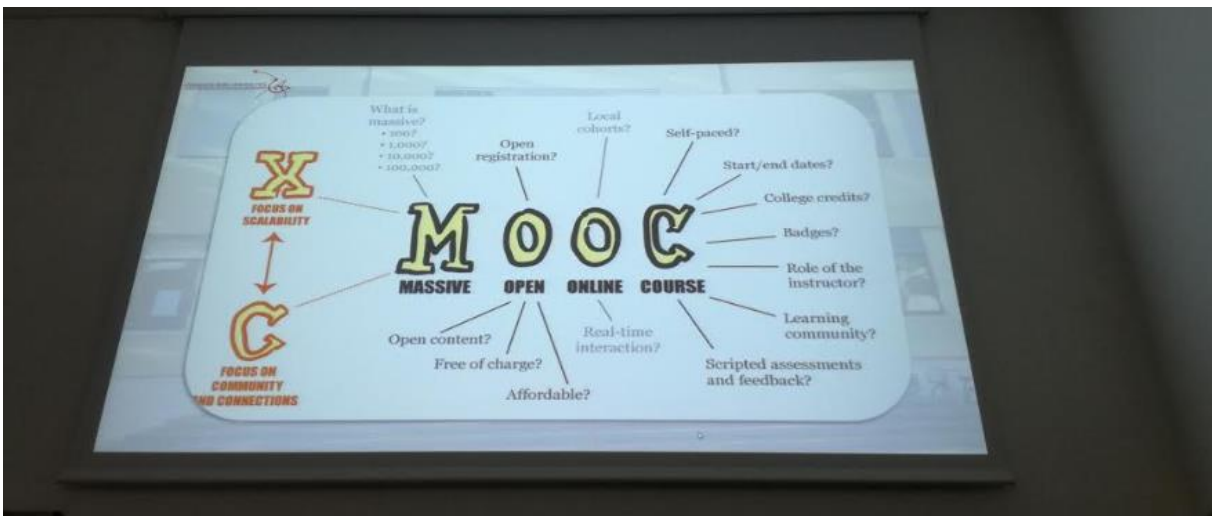 What is
massive?
• 100?
• 1,000?
• 10,000?
• 100,000?
Open
registration?
Local
cohorts?
Self-paced?
Start/end dates?
College credits?
Badges?
Role of the
instructor?
Learning
community?
Scripted assessments
and feedback?
X
FOCUS ON
SCALABILITY
C
FOCUS ON
COMMUNITY
AND CONNECTIONS
MOOC
MASSIVE OPEN ONLINE COURSE
Open content?
Free of charge?
Affordable?
Real-time
interaction?